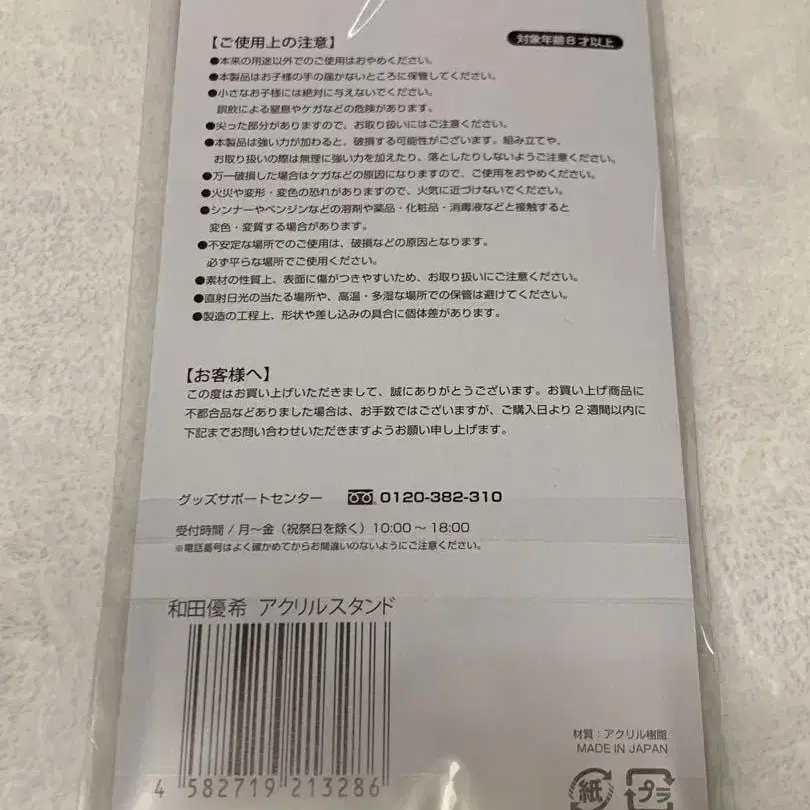 【ご使用上の注意】
対象年齢8才以上
●本来の用途以外でのご使用はおやめください。
●本製品はお子様の手の届かないところに保管してください。
●小さなお子様には絶対に与えないでください。
誤飲による窒息やケガなどの危険があります。
●尖った部分がありますので、お取り扱いにはご注意ください。
●本製品は強い力が加わると、破損する可能性がございます。組み立てや、
お取り扱いの際は無理に強い力を加えたり、落としたりしないようご注意ください。
●万一破損した場合はケガなどの原因になりますので、ご使用をおやめください。
●火災や変形・変色の恐れがありますので、火気に近づけないでください。
●シンナーやベンジンなどの溶剤や薬品・化粧品・消毒液などと接触すると
変色・変質する場合があります。
●不安定な場所でのご使用は、破損などの原因となります。
必ず平らな場所でご使用ください。
●素材の性質上、表面に傷がつきやすいため、お取り扱いにご注意ください。
●直射日光の当たる場所や、高温・多湿な場所での保管は避けてください。
●製造の工程上、形状や差し込みの具合に個体差があります。
【お客様へ】
この度はお買い上げいただきまして、誠にありがとうございます。お買い上げ商品に
不都合品などありました場合は、お手数ではございますが、ご購入日より2週間以内に
下記までお問い合わせいただきますようお願い申し上げます。
グッズサポートセンター 0120-382-310
受付時間/月〜金(祝祭日を除く)10:00〜18:00
※電話番号はよく確かめてからお間違いのないようにご注意ください。
和田優希 アクリルスタンド
4 582719 213286
材質:アクリル樹脂
MADE IN JAPAN
紙 プラ